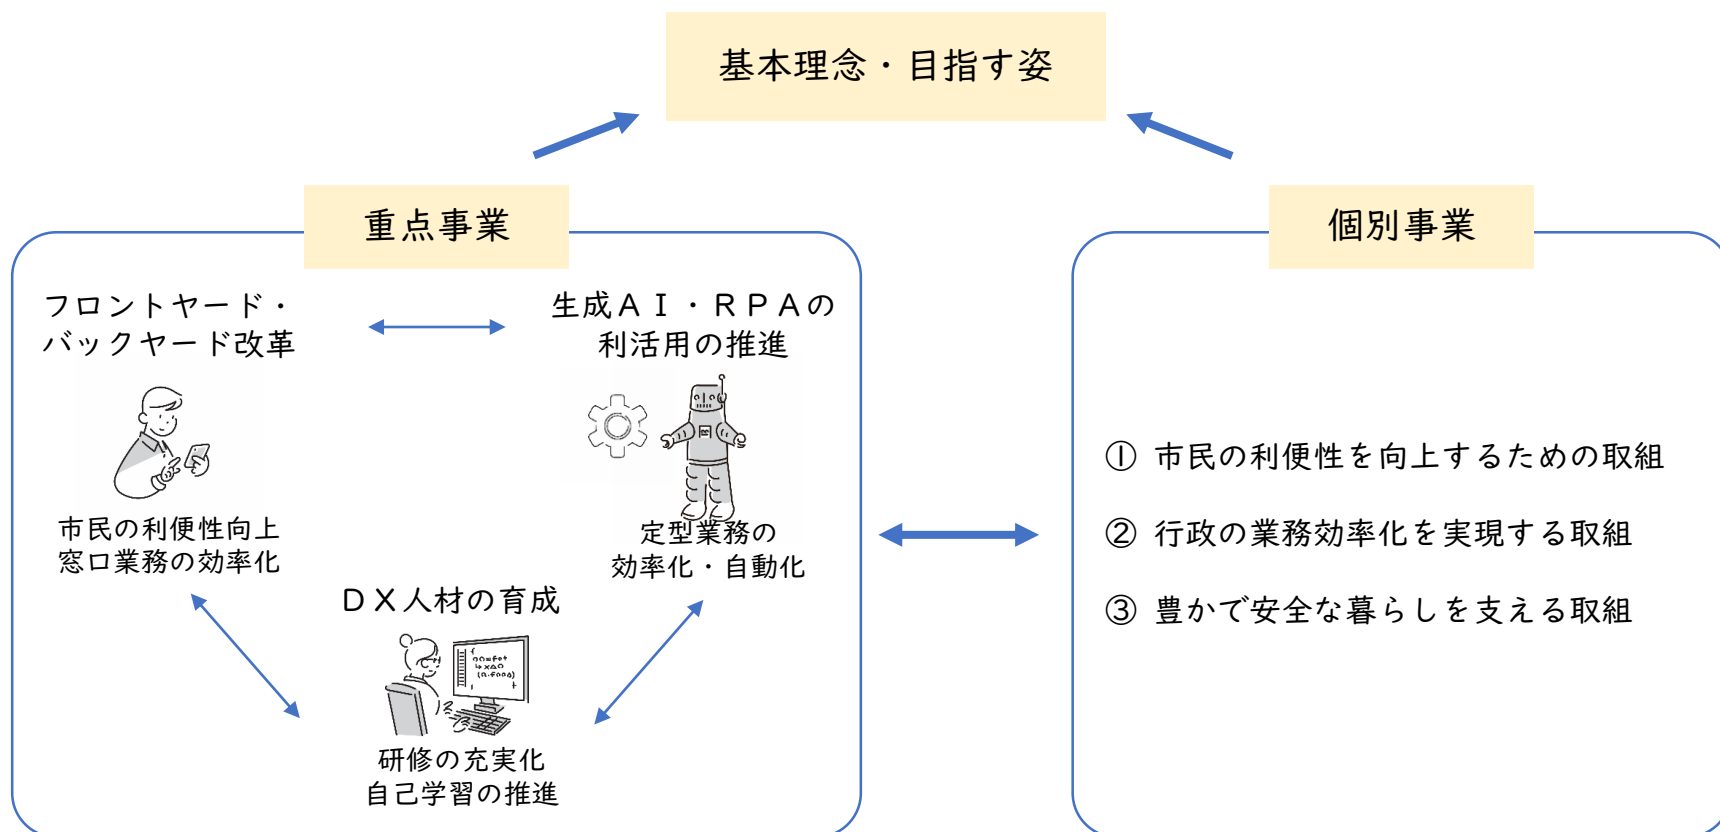 基本理念・目指す姿
重点事業
フロントヤード・
バックヤード改革
市民の利便性向上
窓口業務の効率化
生成ＡＩ・ＲＰＡの
利活用の推進
定型業務の
効率化・自動化
ＤＸ人材の育成
研修の充実化
自己学習の推進
個別事業
① 市民の利便性を向上するための取組
② 行政の業務効率化を実現する取組
③ 豊かで安全な暮らしを支える取組